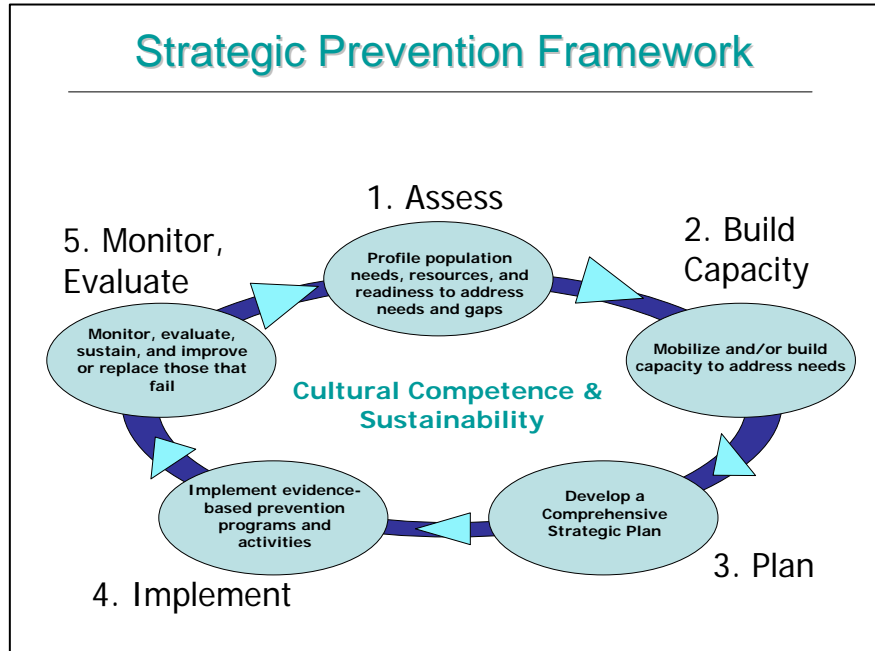 Strategic Prevention Framework
1. Assess
Profile population
needs, resources, and
readiness to address
needs and gaps
2. Build
Capacity
Mobilize and/or build
capacity to address needs
3. Plan
Develop a
Comprehensive
Strategic Plan
4. Implement
Implement evidence-
based prevention
programs and
activities
5. Monitor,
Evaluate
Monitor, evaluate,
sustain, and improve
or replace those that
fail
Cultural Competence &
Sustainability